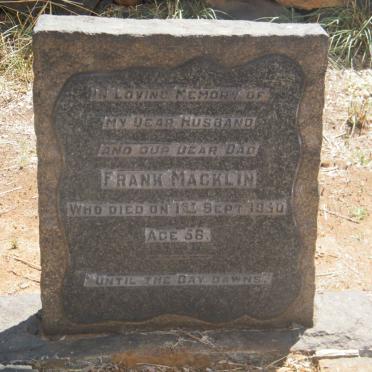 In Loving Memory of
my dear Husband
and our dear Dad
Frank Macklin
Who died on 1st Sept 1930
Age 56.
"Until the Day dawns."